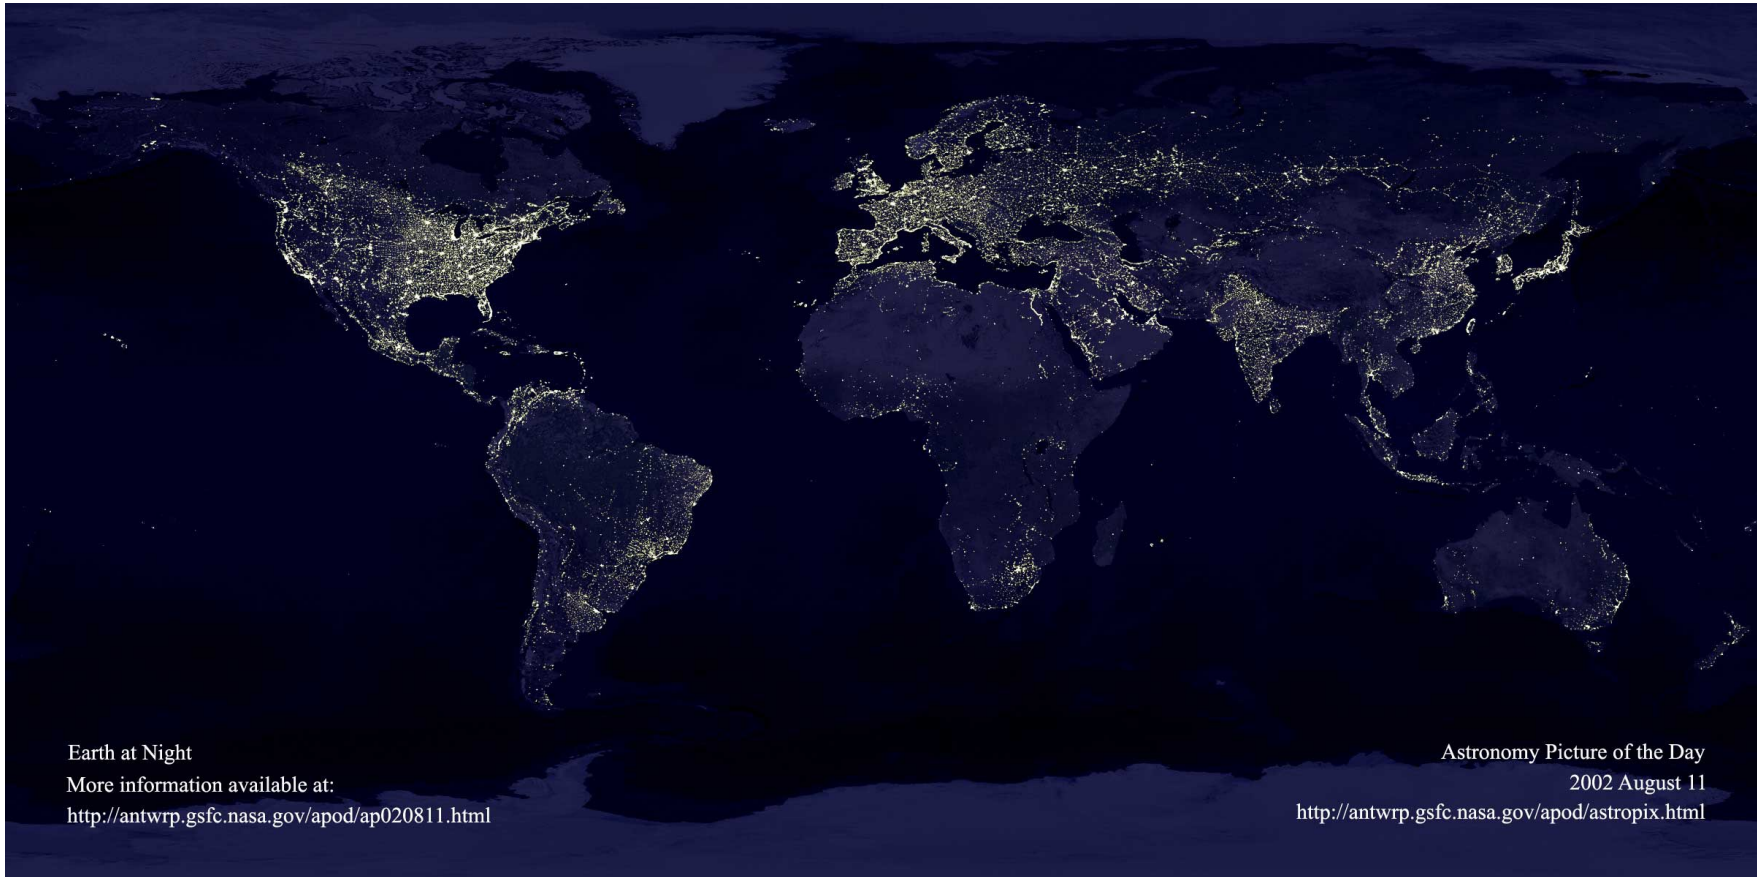 Earth at Night
More information available at:
http://antwrp.gsfc.nasa.gov/apod/ap020811.html
Astronomy Picture of the Day
2002 August 11
http://antwrp.gsfc.nasa.gov/apod/astropix.html